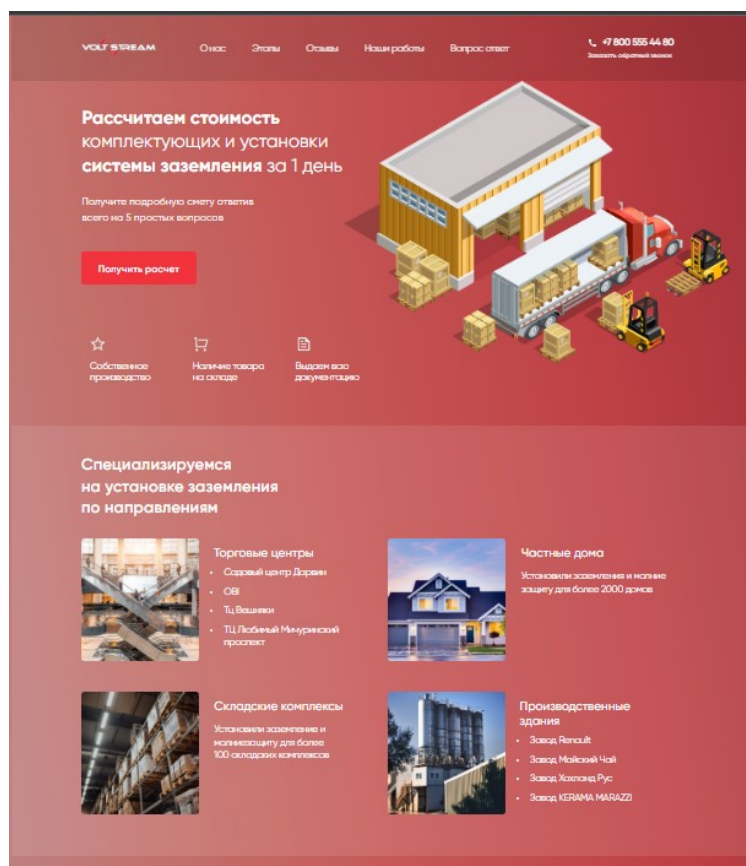 VOLT STREAM
О нас Этапы Отзывы Наши работы Вопрос ответ
+7 800 555 44 80
Заказать обратный звонок
Рассчитаем стоимость
комплектующих и установки
системы заземления за 1 день
Получите подробную смету ответив
всего на 5 простых вопросов
Получить расчет
Собственное
производство
Наличие товара
на складе
Выдаем всю
документацию
Специализируемся
на установке заземления
по направлениям
Торговые центры
Садовый центр Дарвин
OBI
Тц Вешняки
ТЦ Любимый Мичуринский
проспект
Частные дома
Установили заземления и молние
защиту для более 2000 домов
Складские комплексы
Установили заземление и
молниезащиту для более
100 складских комплексов
Производственные
здания
Завод Renault
Завод Майский Чай
Завод Хохланд Рус
Завод KERAMA MARAZZI